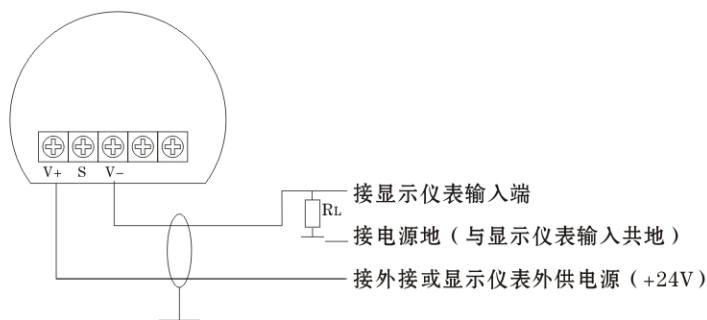 V+ S V-
接显示仪表输入端
RL
接电源地（与显示仪表输入共地）
接外接或显示仪表外供电源（+24V）